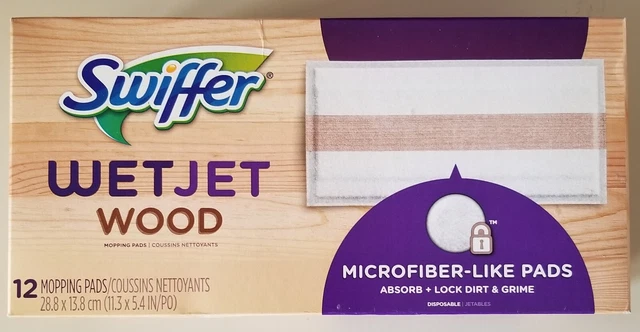 Swiffer®
WETJET
WOOD
MOPPING PADS | COUSSINS NETTOYANTS
12 MOPPING PADS/COUSSINS NETTOYANTS
28.8 x 13.8 cm (11.3 x 5.4 IN/PO)
TM
MICROFIBER-LIKE PADS
ABSORB + LOCK DIRT & GRIME
DISPOSABLE | JETABLES